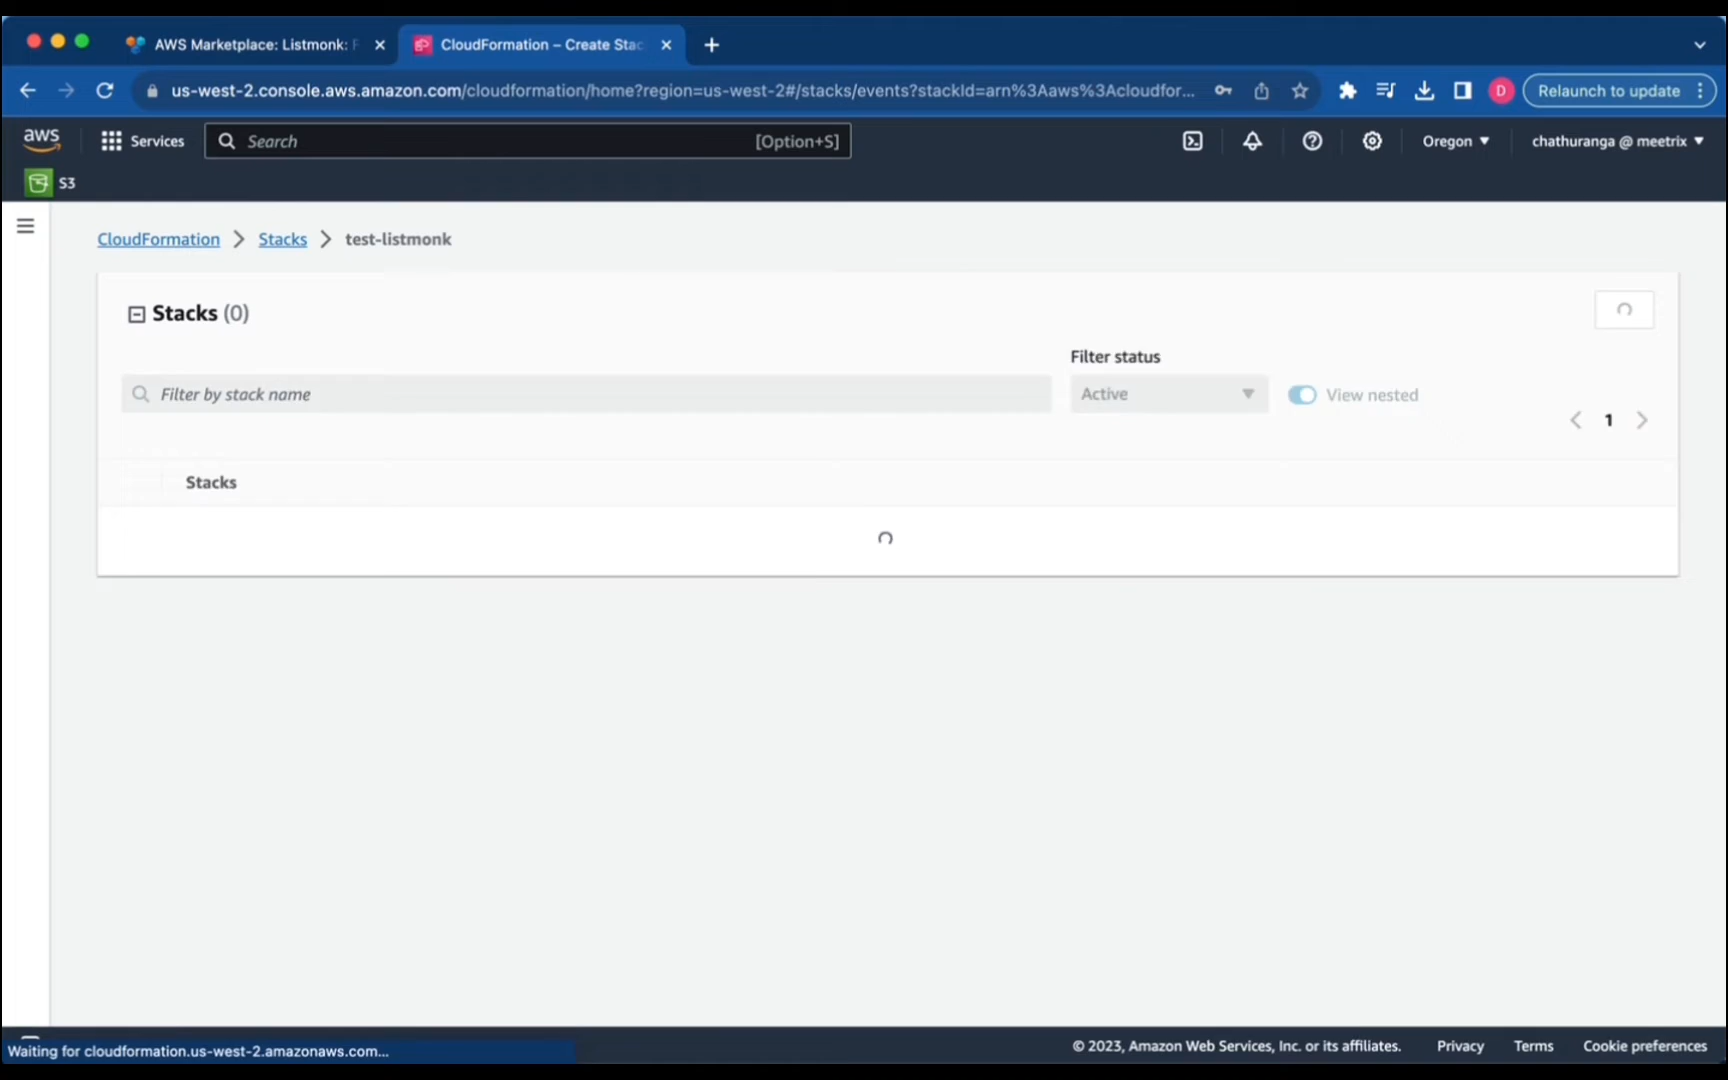 AWS Marketplace: Listmonk: F
CloudFormation – Create Stac
us-west-2.console.aws.amazon.com/cloudformation/home?region=us-west-2#/stacks/events?stackId=arn%3Aaws%3Acloudfor...
D
Relaunch to update
aws
Services
Search
[Option+S]
Oregon
chathuranga @ meetrix
S3
CloudFormation
Stacks
test-listmonk
Stacks (0)
Filter status
Filter by stack name
Active
View nested
1
Stacks
Waiting for cloudformation.us-west-2.amazonaws.com...
© 2023, Amazon Web Services, Inc. or its affiliates.
Privacy
Terms
Cookie preferences